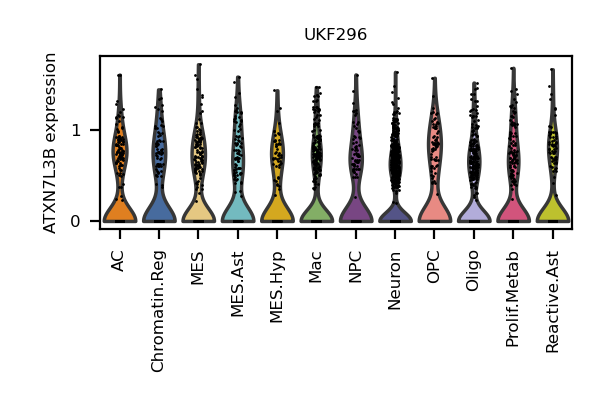 UKF296
ATXN7L3B expression
1
0
AC
Chromatin.Reg
MES
MES.Ast
MES.Hyp
Mac
NPC
Neuron
OPC
Oligo
Prolif.Metab
Reactive.Ast